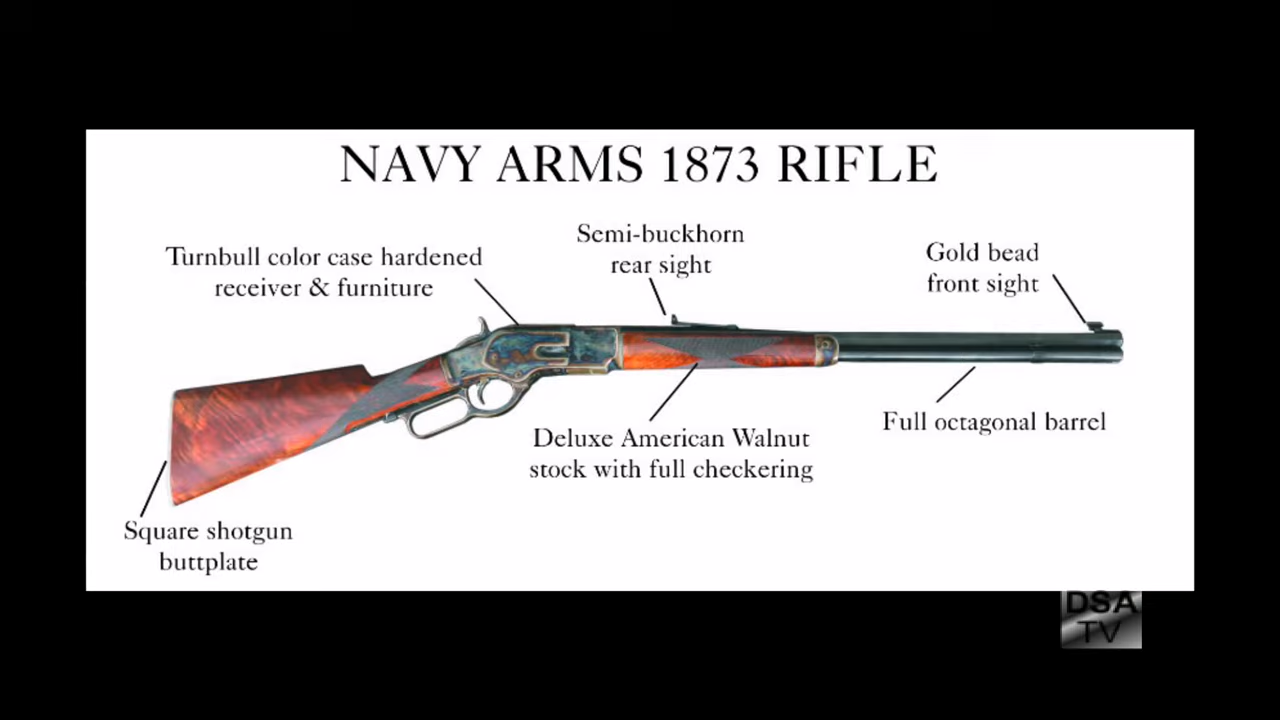 NAVY ARMS 1873 RIFLE
Semi-buckhorn
rear sight
Turnbull color case hardened
receiver & furniture
Gold bead
front sight
Deluxe American Walnut
stock with full checkering
Full octagonal barrel
Square shotgun
buttplate
DSA
TV